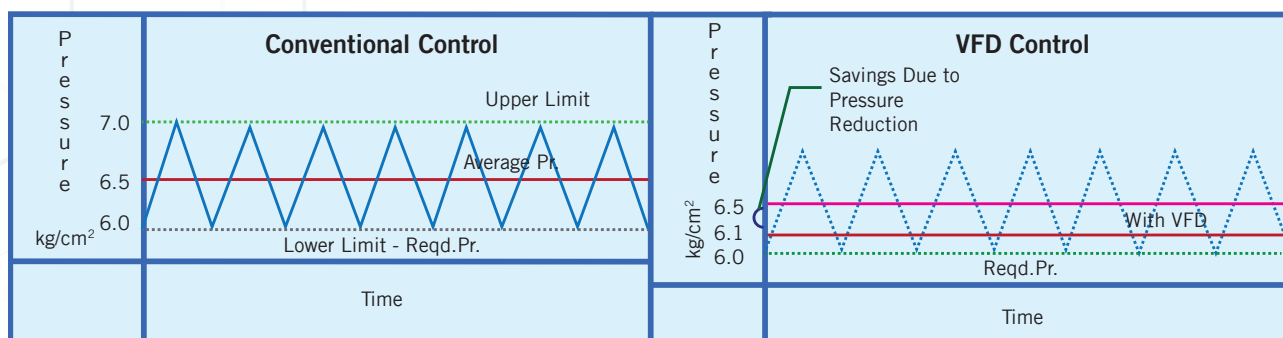 Pressure
Conventional Control
Upper Limit
7.0
Average Pr.
6.5
6.0
kg/cm²
Lower Limit - Reqd.Pr.
Time
Pressure
VFD Control
Savings Due to
Pressure
Reduction
6.5
With VFD
6.1
6.0
kg/cm²
Reqd.Pr.
Time